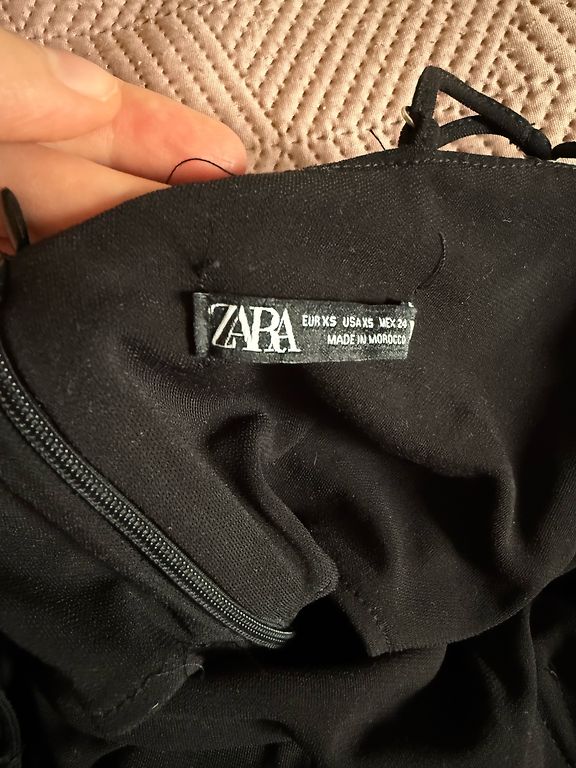 ZARA
EUR XS USA XS MEX 24
MADE IN MOROCCO